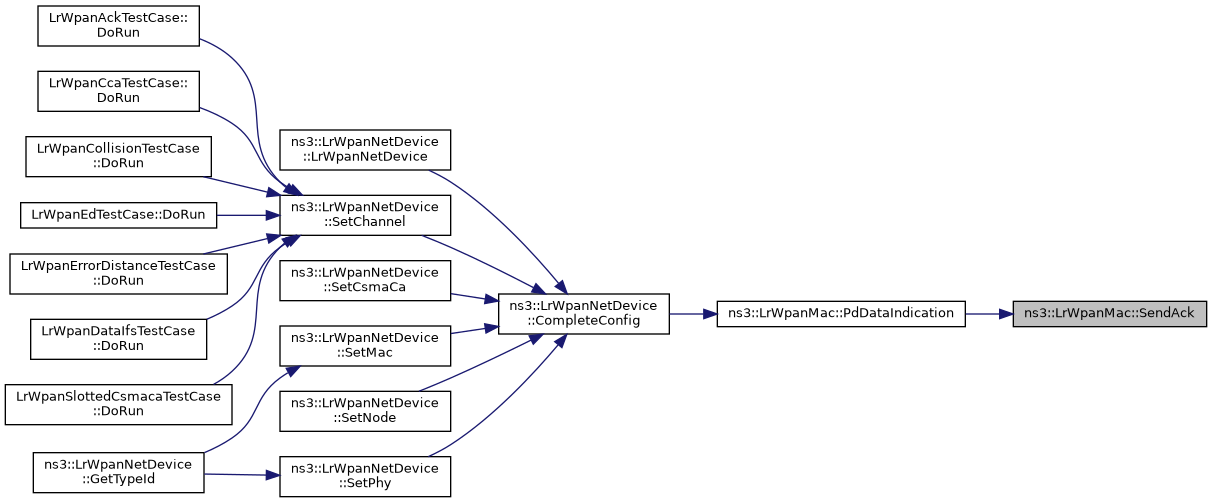 LrWpanAckTestCase::
DoRun
LrWpanCcaTestCase::
DoRun
LrWpanCollisionTestCase
::DoRun
LrWpanEdTestCase::DoRun
LrWpanErrorDistanceTestCase
::DoRun
LrWpanDataIfsTestCase
::DoRun
LrWpanSlottedCsmacaTestCase
::DoRun
ns3::LrWpanNetDevice
::GetTypeId
ns3::LrWpanNetDevice
::LrWpanNetDevice
ns3::LrWpanNetDevice
::SetChannel
ns3::LrWpanNetDevice
::SetCsmaCa
ns3::LrWpanNetDevice
::SetMac
ns3::LrWpanNetDevice
::SetNode
ns3::LrWpanNetDevice
::SetPhy
ns3::LrWpanNetDevice
::CompleteConfig
ns3::LrWpanMac::PdDataIndication
ns3::LrWpanMac::SendAck